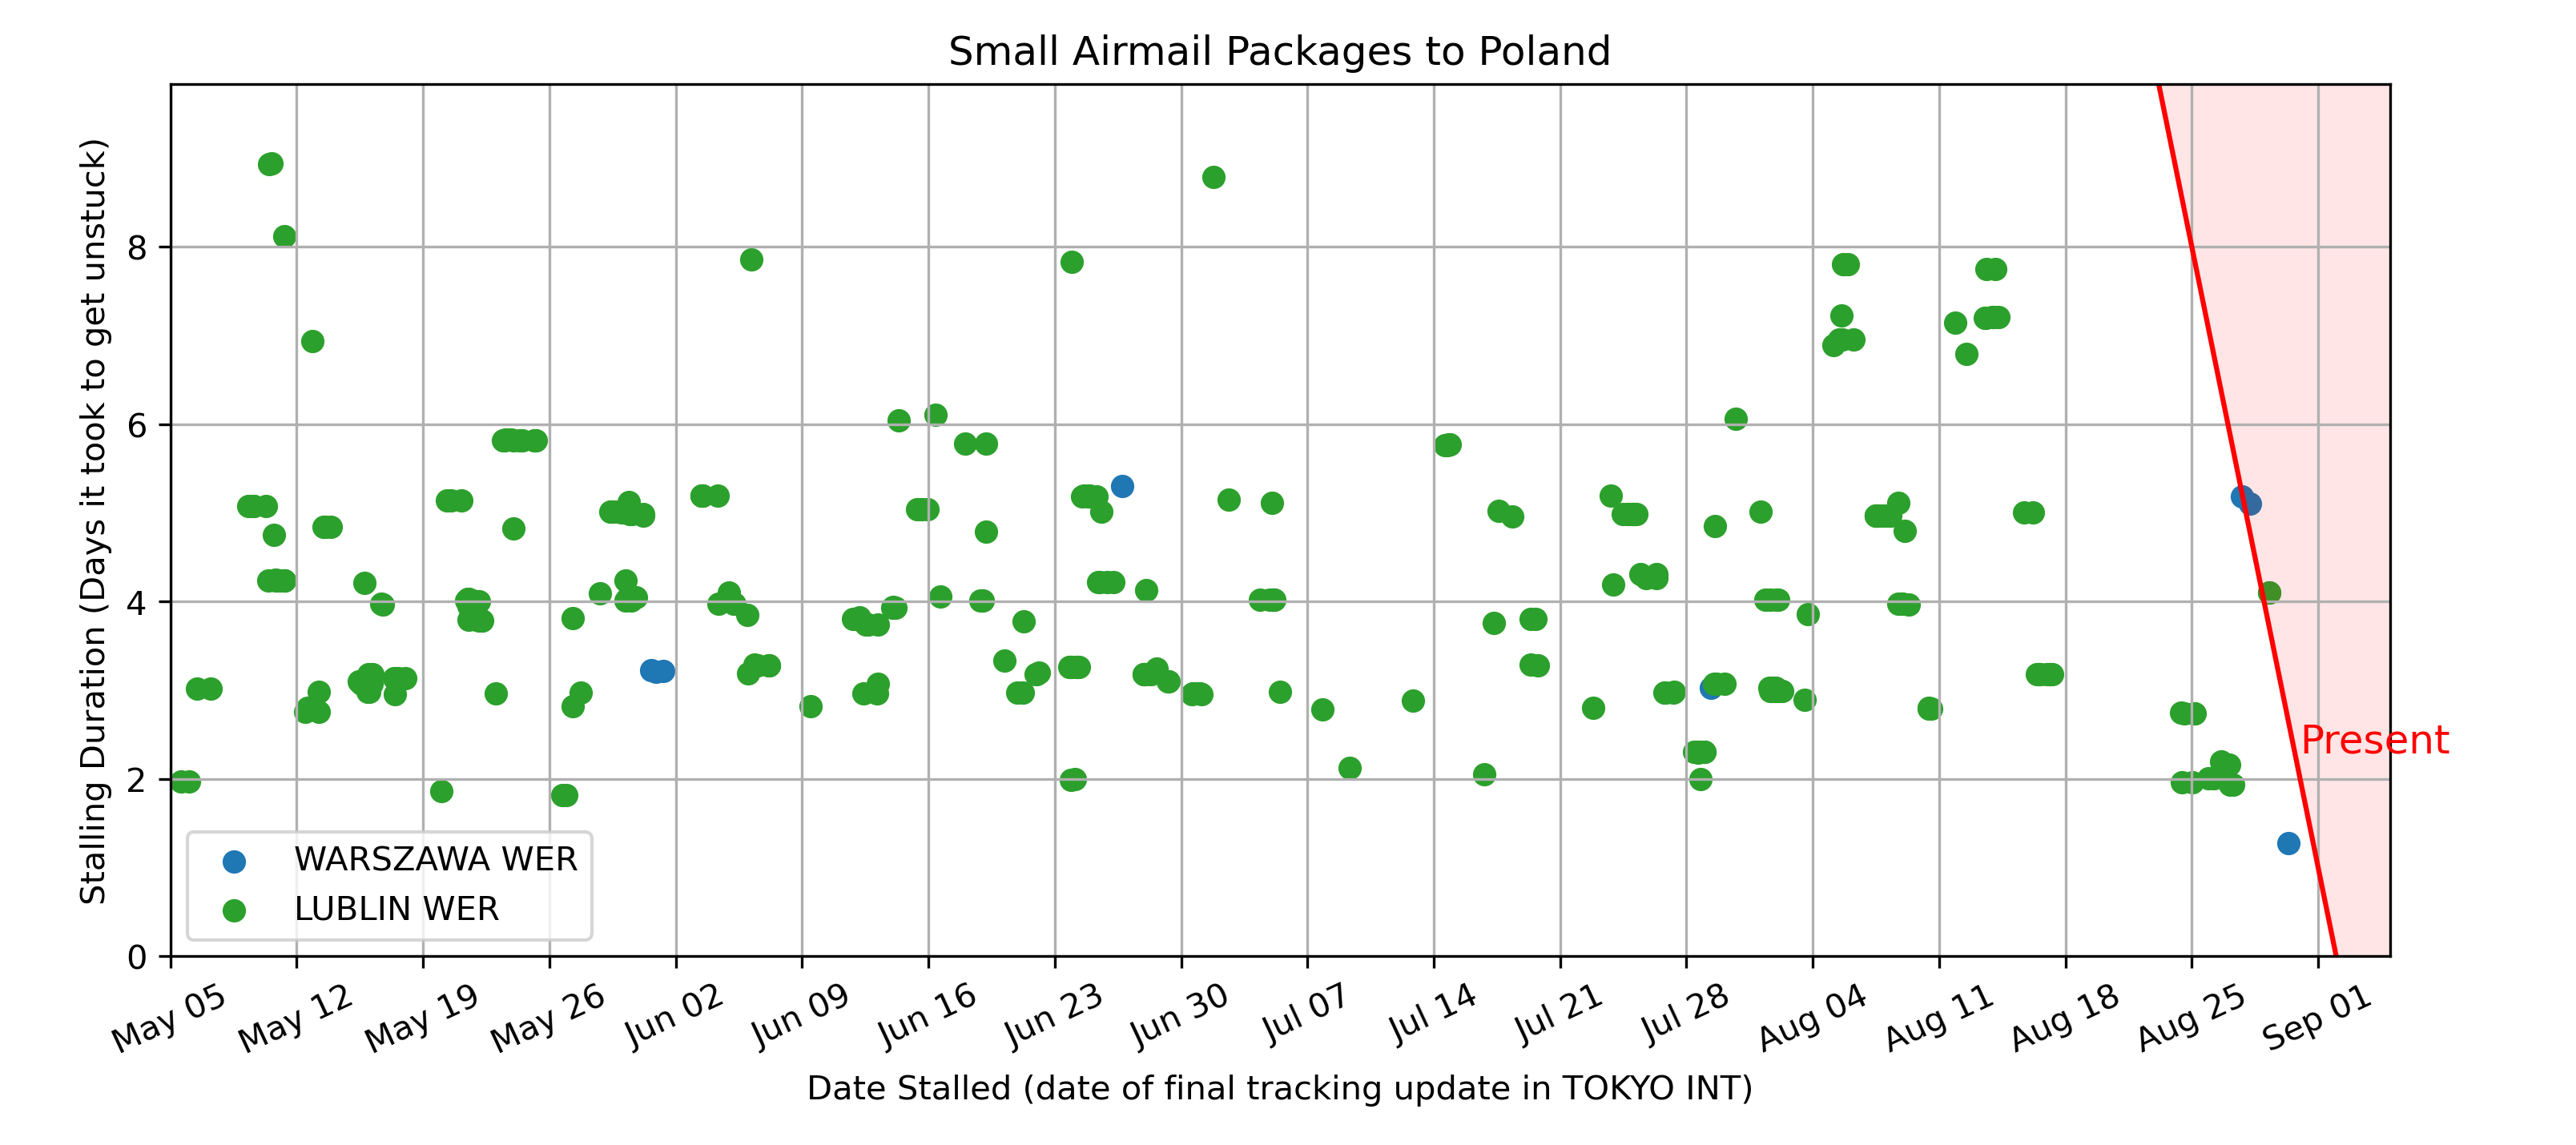 Small Airmail Packages to Poland
Stalling Duration (Days it took to get unstuck)
8
6
4
2
0
Present
WARSZAWA WER
LUBLIN WER
May 05
May 12
May 19
May 26
Jun 02
Jun 09
Jun 16
Jun 23
Jun 30
Jul 07
Jul 14
Jul 21
Jul 28
Aug 04
Aug 11
Aug 18
Aug 25
Sep 01
Date Stalled (date of final tracking update in TOKYO INT)